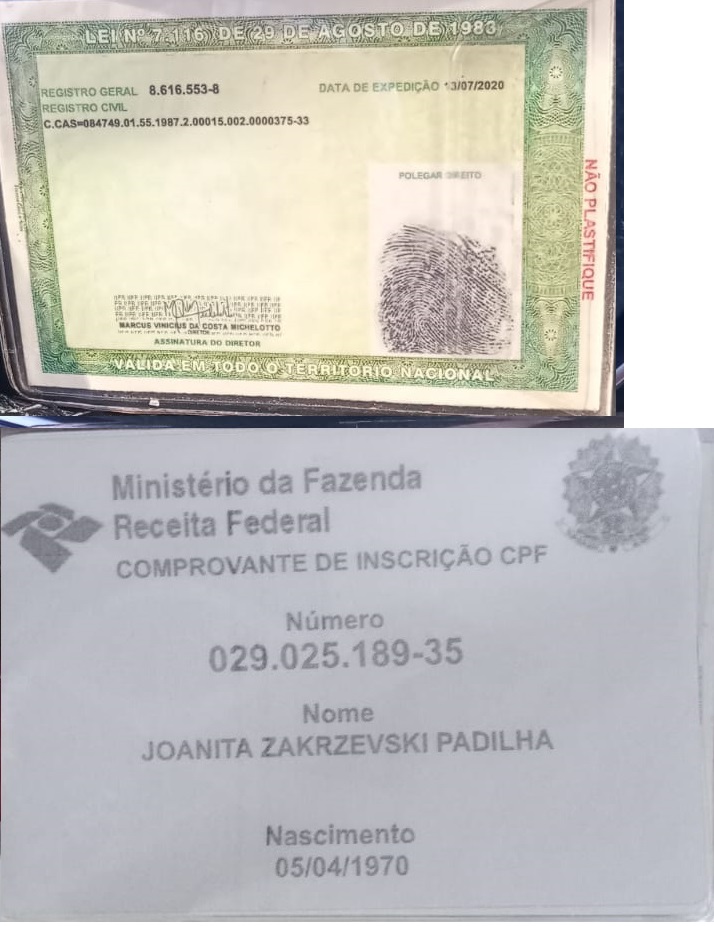 LEI Nº 7.116, DE 29 DE AGOSTO DE 1983
REGISTRO GERAL 8.616.553-8
DATA DE EXPEDIÇÃO 13/07/2020
REGISTRO CIVIL
C.CAS=084749.01.55.1987.2.00015.002.0000375-33
POLEGAR DIREITO
NÃO PLASTIFIQUE
MARCUS VINICIUS DA COSTA MICHELOTTO
DIRETOR
ASSINATURA DO DIRETOR
VÁLIDA EM TODO O TERRITÓRIO NACIONAL
Ministério da Fazenda
Receita Federal
COMPROVANTE DE INSCRIÇÃO CPF
Número
029.025.189-35
Nome
JOANITA ZAKRZEVSKI PADILHA
Nascimento
05/04/1970